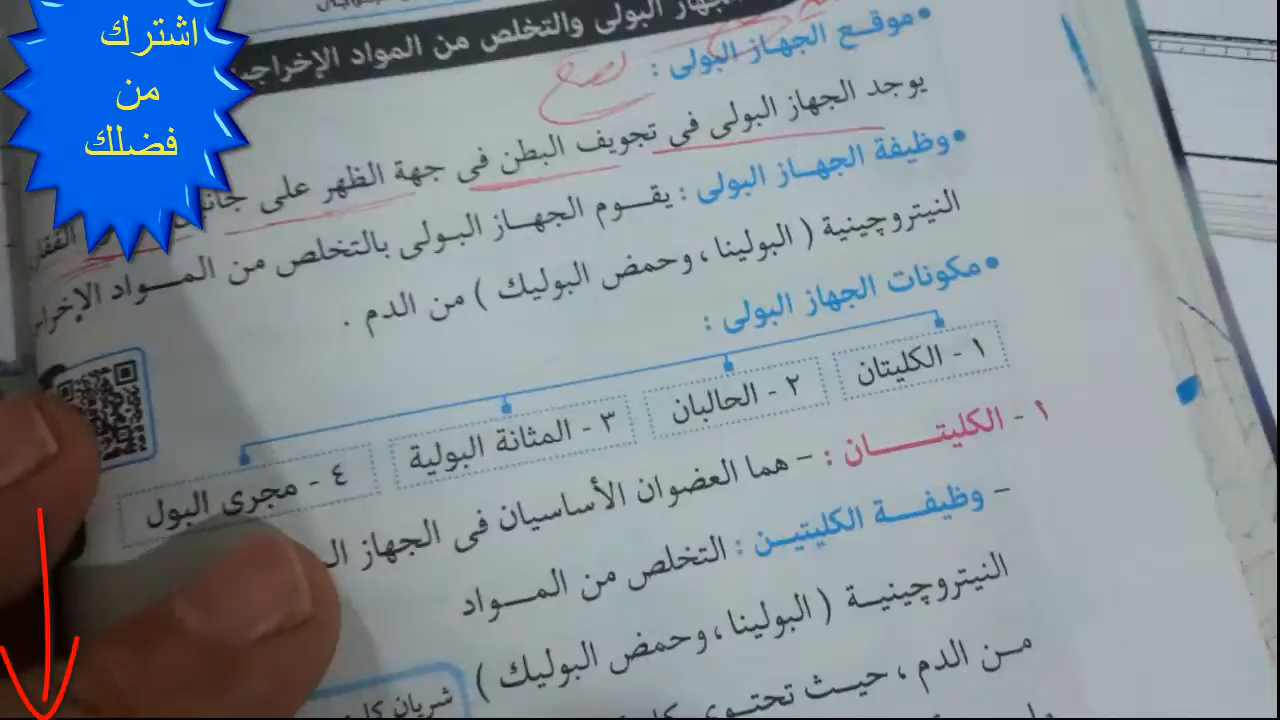 اشترك
من
فضلك
الجهاز البولى والتخلص من المواد
• موقع الجهاز البولى :
يوجد الجهاز البولى فى تجويف البطن فى جهة الظهر على
• وظيفة الجهاز البولى : يقوم الجهاز البولى بالتخلص من المواد
النيتروچينية ( البولينا ، وحمض البوليك ) من الدم .
• مكونات الجهاز البولى :
١ - الكليتان
٢ - الحالبان
٣ - المثانة البولية
٤ - مجرى البول
١ - الكليتان : - هما العضوان الأساسيان فى الجهاز
- وظيفة الكليتين : التخلص من المواد
النيتروچينية ( البولينا ، وحمض البوليك )
من الدم ، حيث تحتوى
شريان